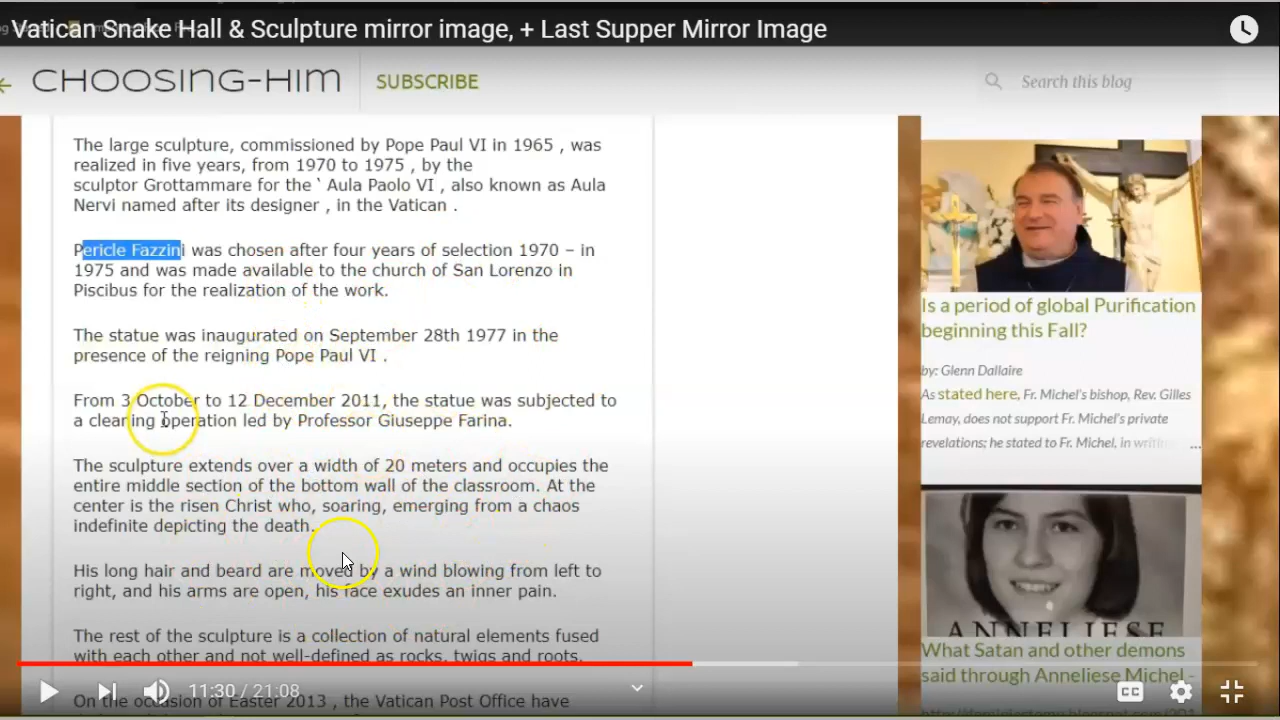 Vatican Snake Hall & Sculpture mirror image, + Last Supper Mirror Image
CHOOSING-HIM
SUBSCRIBE
Search this blog
The large sculpture, commissioned by Pope Paul VI in 1965 , was
realized in five years, from 1970 to 1975 , by the
sculptor Grottammare for the ` Aula Paolo VI , also known as Aula
Nervi named after its designer , in the Vatican .
Pericle Fazzini was chosen after four years of selection 1970 – in
1975 and was made available to the church of San Lorenzo in
Piscibus for the realization of the work.
The statue was inaugurated on September 28th 1977 in the
presence of the reigning Pope Paul VI .
From 3 October to 12 December 2011, the statue was subjected to
a cleaning operation led by Professor Giuseppe Farina.
The sculpture extends over a width of 20 meters and occupies the
entire middle section of the bottom wall of the classroom. At the
center is the risen Christ who, soaring, emerging from a chaos
indefinite depicting the death.
His long hair and beard are moved by a wind blowing from left to
right, and his arms are open, his face exudes an inner pain.
The rest of the sculpture is a collection of natural elements fused
with each other and not well-defined as rocks, twigs and roots.
On the occasion of Easter 2013 , the Vatican Post Office have
Is a period of global Purification
beginning this Fall?
by: Glenn Dallaire
As stated here, Fr. Michel's bishop, Rev. Gilles
Lemay, does not support Fr. Michel's private
revelations; he stated to Fr. Michel, in writing ...
ANNELIESE
What Satan and other demons
said through Anneliese Michel -
11:30 / 21:08
CC